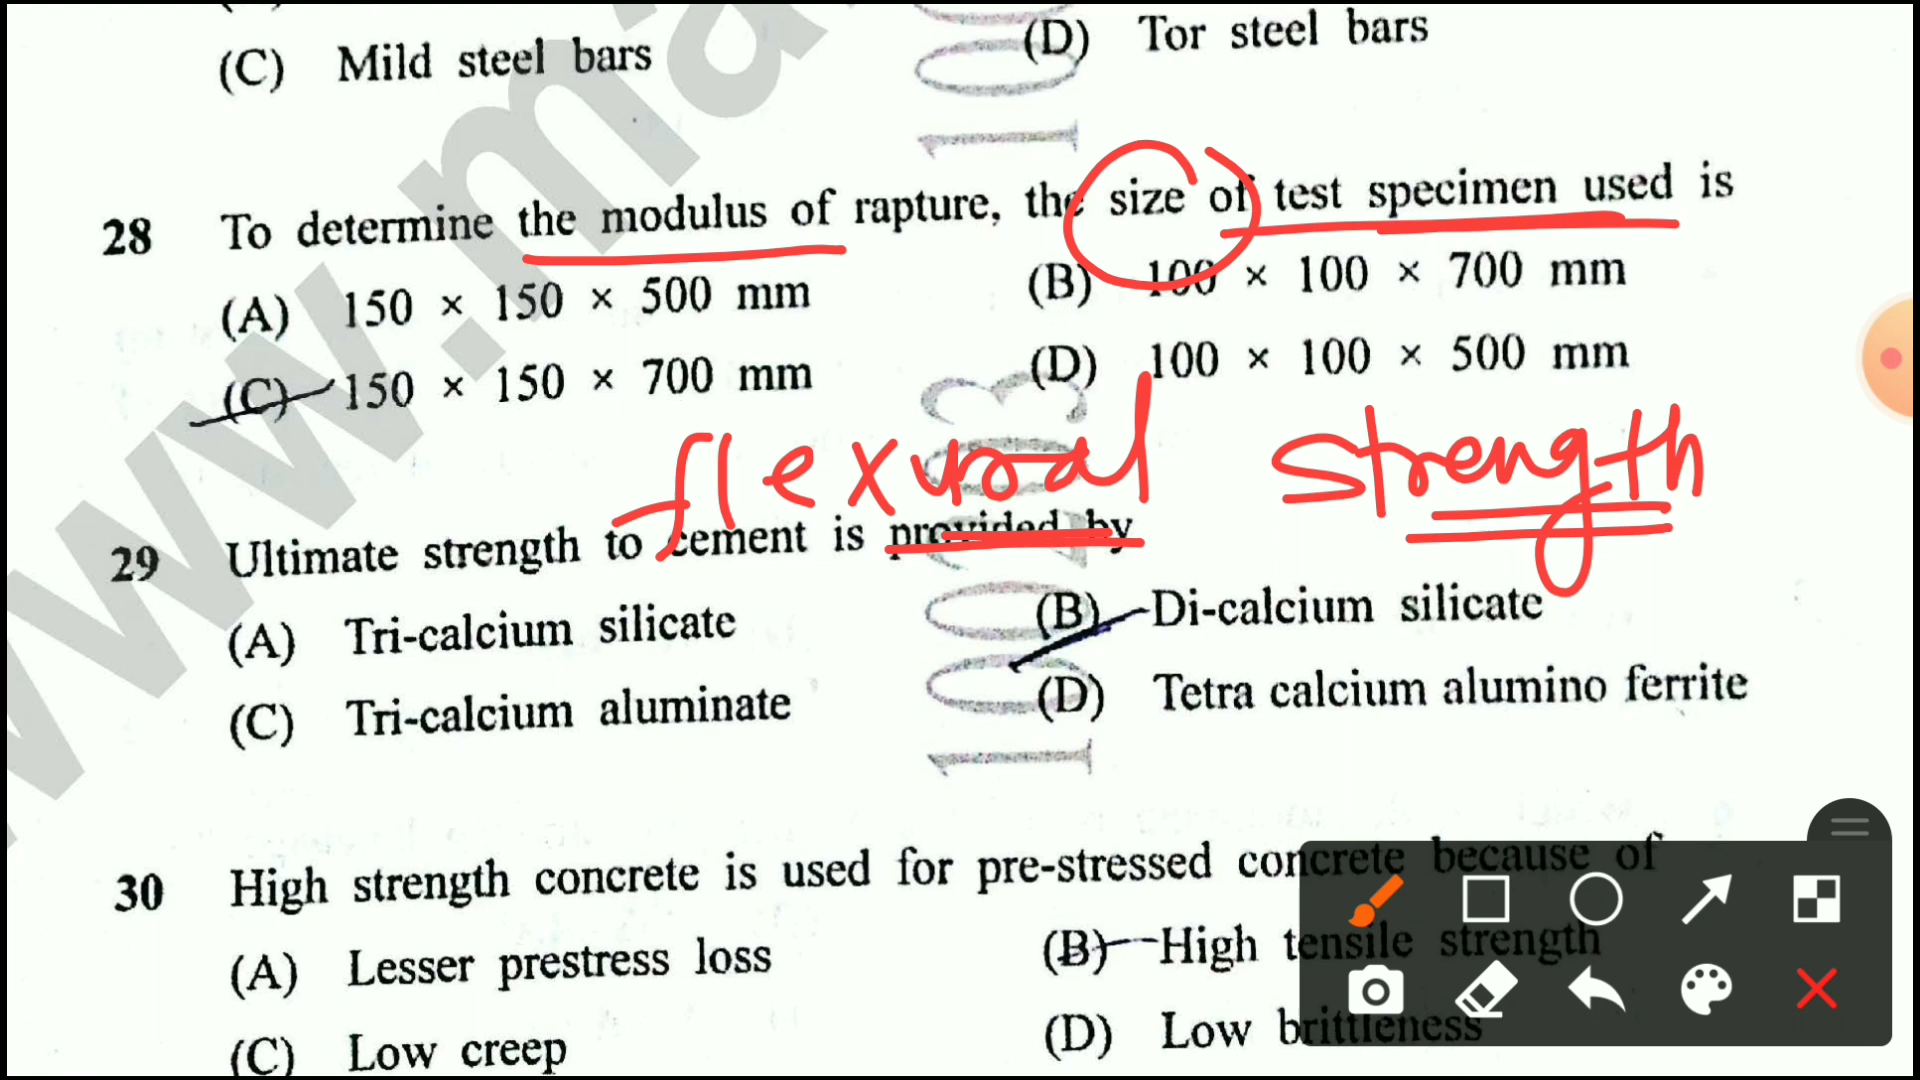 (C) Mild steel bars (D) Tor steel bars
28 To determine the modulus of rapture, the size of test specimen used is
(A) 150 × 150 × 500 mm (B) 100 × 100 × 700 mm
(C) 150 × 150 × 700 mm (D) 100 × 100 × 500 mm
flexural strength
29 Ultimate strength to cement is provided by
(A) Tri-calcium silicate (B) Di-calcium silicate
(C) Tri-calcium aluminate (D) Tetra calcium alumino ferrite
30 High strength concrete is used for pre-stressed concrete because of
(A) Lesser prestress loss (B) High tensile strength
(C) Low creep (D) Low brittleness
www.ma